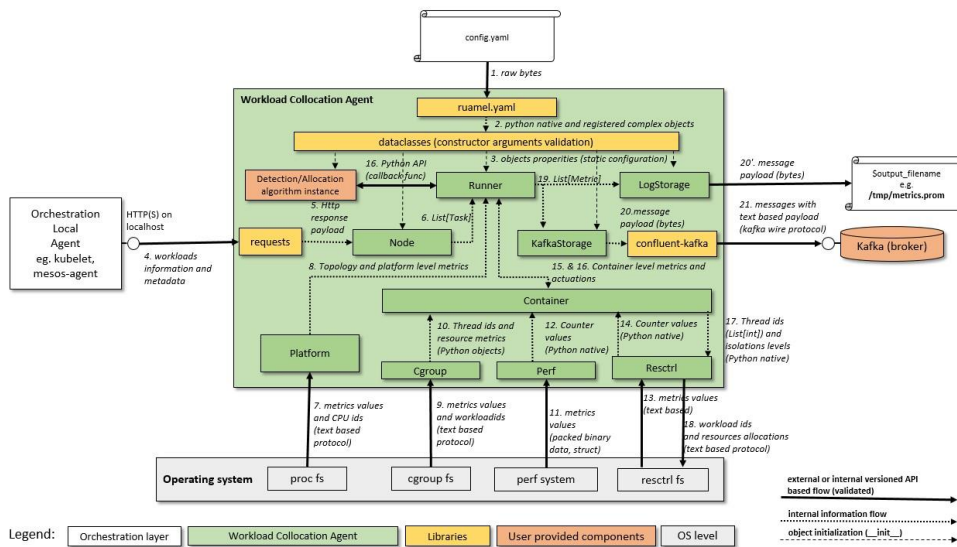 config.yaml
1. raw bytes
Workload Collocation Agent
ruamel.yaml
2. python native and registered complex objects
dataclasses (constructor arguments validation)
3. objects properities (static configuration)
16. Python API
(callback func)
Detection/Allocation
algorithm instance
Runner
19. List[Metric]
LogStorage
20'. message
payload (bytes)
Soutput_filename
e.g.
/tmp/metrics.prom
5. Http
response
payload
6. List[Task]
20.message
payload (bytes)
21. messages with
text based payload
(kafka wire protocol)
Orchestration
Local
Agent
eg. kubelet,
mesos-agent
HTTP(S) on
localhost
4. workloads
information and
metadata
requests
Node
KafkaStorage
confluent-kafka
Kafka (broker)
8. Topology and platform level metrics
15. & 16. Container level metrics and
actuations
Container
10. Thread ids and
resource metrics
(Python objects)
12. Counter
values
(Python native)
14. Counter values
(Python native)
17. Thread ids
(List[int]) and
isolations levels
(Python native)
Platform
Cgroup
Perf
Resctrl
7. metrics values
and CPU ids
(text based
protocol)
9. metrics values
and workloadids
(text based
protocol)
11. metrics
values
(packed binary
data, struct)
13. metrics values
(text based)
18. workload ids
and resources allocations
(text based protocol)
Operating system
proc fs
cgroup fs
perf system
resctrl fs
external or internal versioned API
based flow (validated)
internal information flow
object initialization (__init__)
Legend:
Orchestration layer
Workload Collocation Agent
Libraries
User provided components
OS level